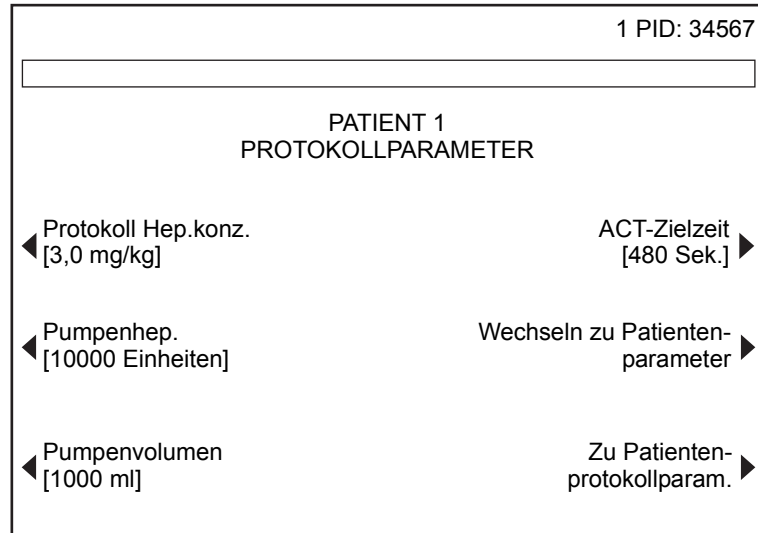 1 PID: 34567
PATIENT 1
PROTOKOLLPARAMETER
Protokoll Hep.konz.
[3,0 mg/kg]
ACT-Zielzeit
[480 Sek.]
Pumpenhep.
[10000 Einheiten]
Wechseln zu Patienten-
parameter
Pumpenvolumen
[1000 ml]
Zu Patienten-
protokollparam.